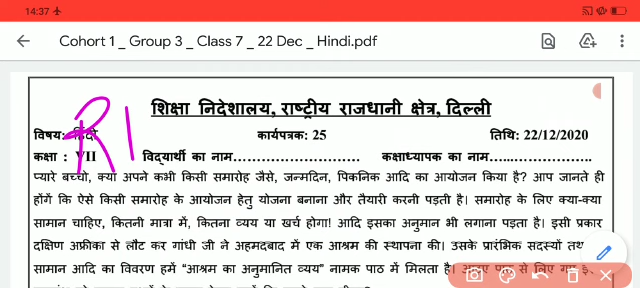 14:37
Cohort 1 _ Group 3 _ Class 7 _ 22 Dec _ Hindi.pdf
शिक्षा निदेशालय, राष्ट्रीय राजधानी क्षेत्र, दिल्ली
विषय: हिंदी कार्यपत्रक: 25 तिथि: 22/12/2020
R1
कक्षा : VII विद्यार्थी का नाम........................ कक्षाध्यापक का नाम......................
प्यारे बच्चो, क्या अपने कभी किसी समारोह जैसे, जन्मदिन, पिकनिक आदि का आयोजन किया है? आप जानते ही
होंगें कि ऐसे किसी समारोह के आयोजन हेतु योजना बनाना और तैयारी करनी पड़ती है। समारोह के लिए क्या-क्या
सामान चाहिए, कितनी मात्रा में, कितना व्यय या खर्च होगा! आदि इसका अनुमान भी लगाना पड़ता है। इसी प्रकार
दक्षिण अफ्रीका से लौट कर गांधी जी ने अहमदबाद में एक आश्रम की स्थापना की। उसके प्रारंभिक सदस्यों
सामान आदि का विवरण हमें “आश्रम का अनुमानित व्यय” नामक पाठ में मिलता है।